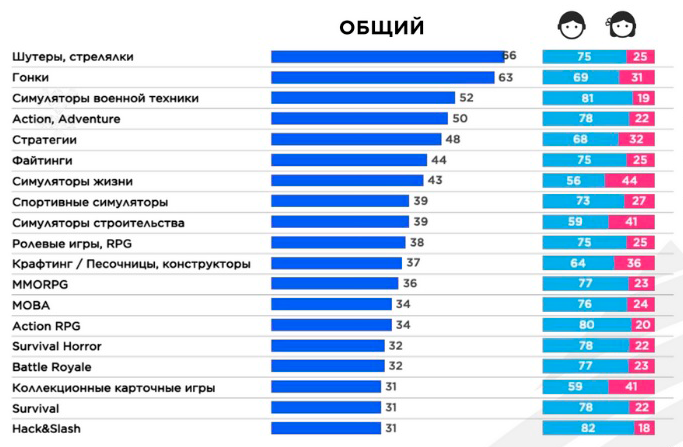 ОБЩИЙ
Шутеры, стрелялки 66 75 25
Гонки 63 69 31
Симуляторы военной техники 52 81 19
Action, Adventure 50 78 22
Стратегии 48 68 32
Файтинги 44 75 25
Симуляторы жизни 43 56 44
Спортивные симуляторы 39 73 27
Симуляторы строительства 39 59 41
Ролевые игры, RPG 38 75 25
Крафтинг / Песочницы, конструкторы 37 64 36
MMORPG 36 77 23
MOBA 34 76 24
Action RPG 34 80 20
Survival Horror 32 78 22
Battle Royale 32 77 23
Коллекционные карточные игры 31 59 41
Survival 31 78 22
Hack&Slash 31 82 18